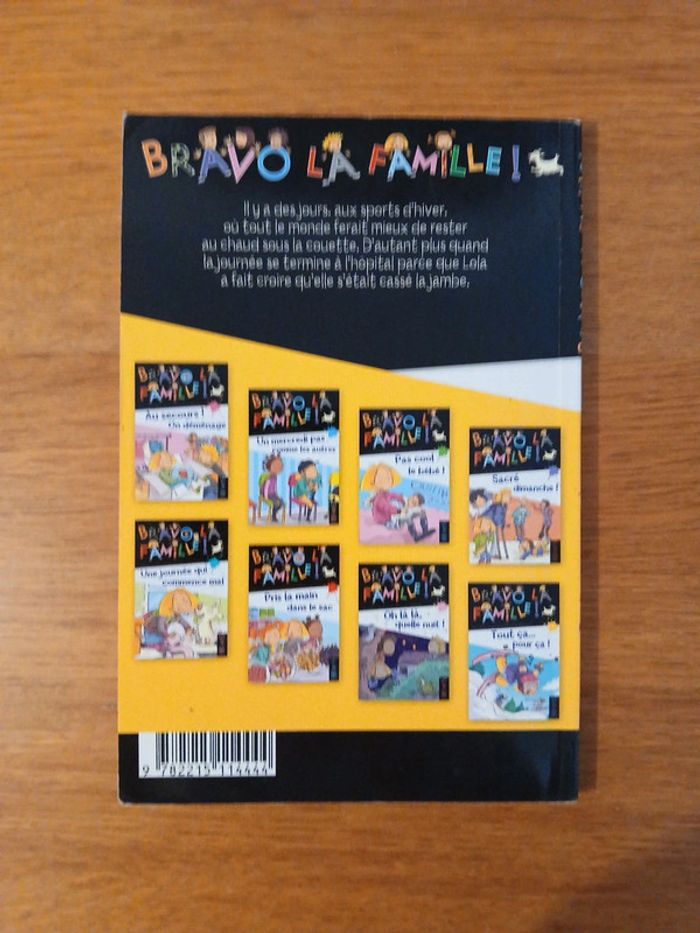 BRAVO LA FAMILLE !
Il y a des jours, aux sports d'hiver,
où tout le monde ferait mieux de rester
au chaud sous la couette. D'autant plus quand
la journée se termine à l'hôpital parce que Lola
a fait croire qu'elle s'était cassé la jambe.
BRAVO LA
FAMILLE !
Au secours !
On déménage
BRAVO LA
FAMILLE !
Un mercredi pas
comme les autres
BRAVO LA
FAMILLE !
Pas cool
le bébé !
BRAVO LA
FAMILLE !
Sacré
dimanche !
BRAVO LA
FAMILLE !
Une journée qui
commence mal
BRAVO LA
FAMILLE !
Pris la main
dans le sac
BRAVO LA
FAMILLE !
Oh là là,
quelle nuit !
BRAVO LA
FAMILLE !
Tout ça...
pour ça !
9 782215 114444